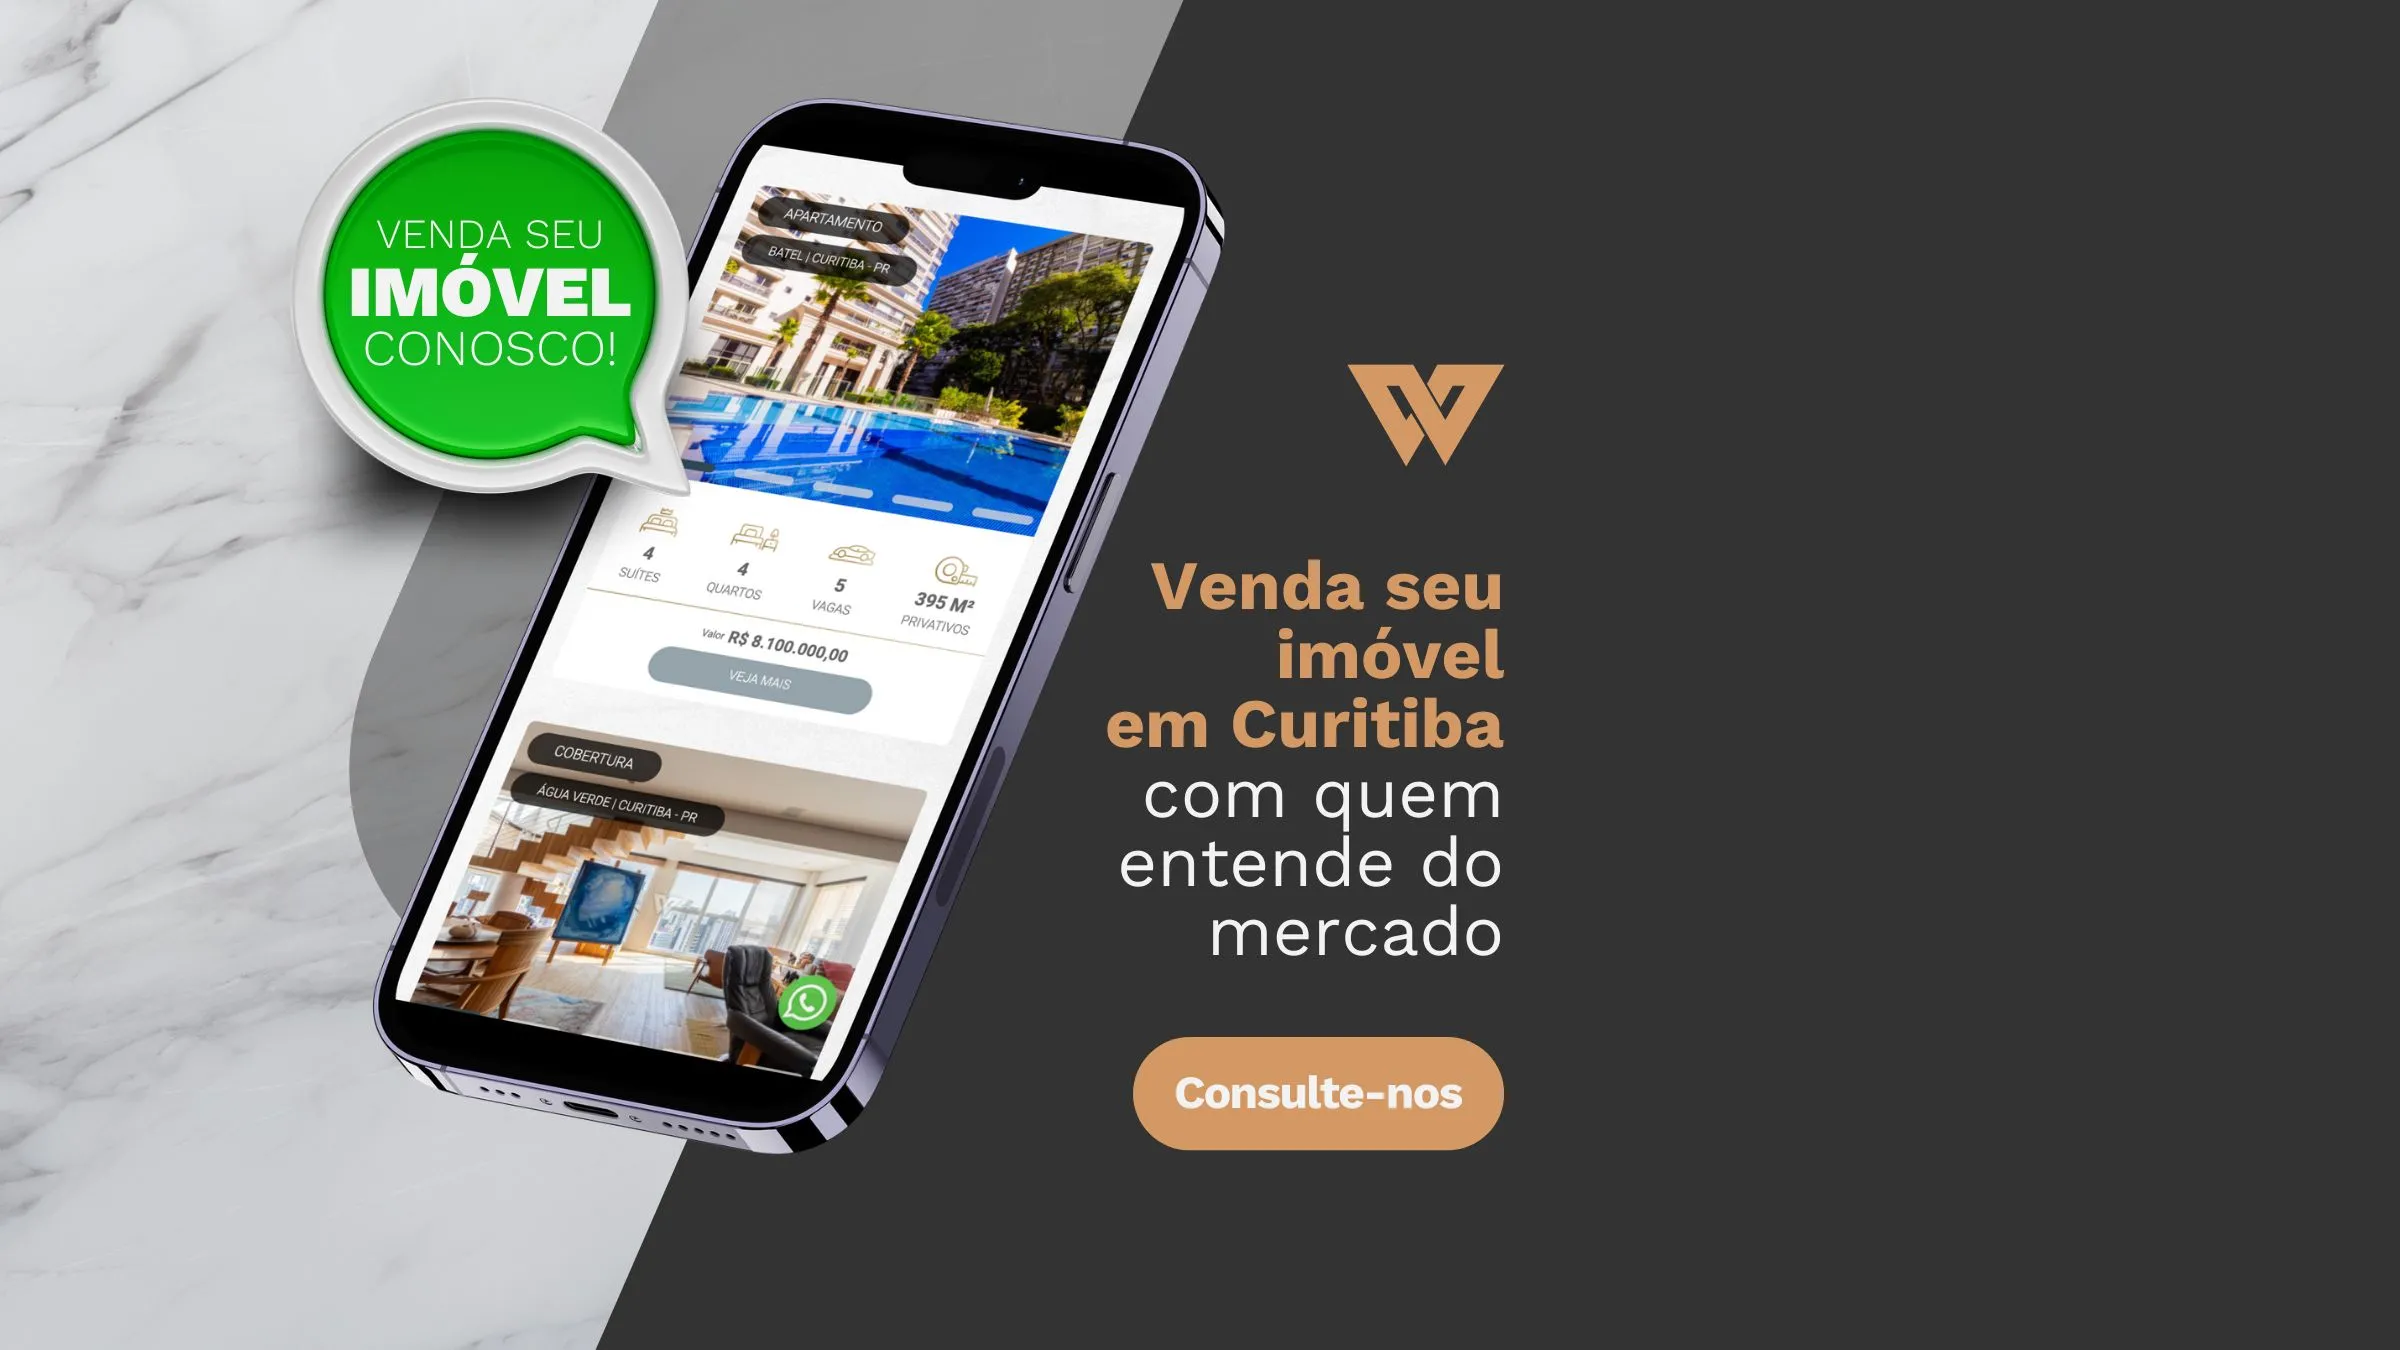 VENDA SEU
IMÓVEL
CONOSCO!
APARTAMENTO
BATEL | CURITIBA - PR
4
SUÍTES
4
QUARTOS
5
VAGAS
395 M²
PRIVATIVOS
Valor R$ 8.100.000,00
VEJA MAIS
COBERTURA
ÁGUA VERDE | CURITIBA - PR
Venda seu
imóvel
em Curitiba
com quem
entende do
mercado
Consulte-nos